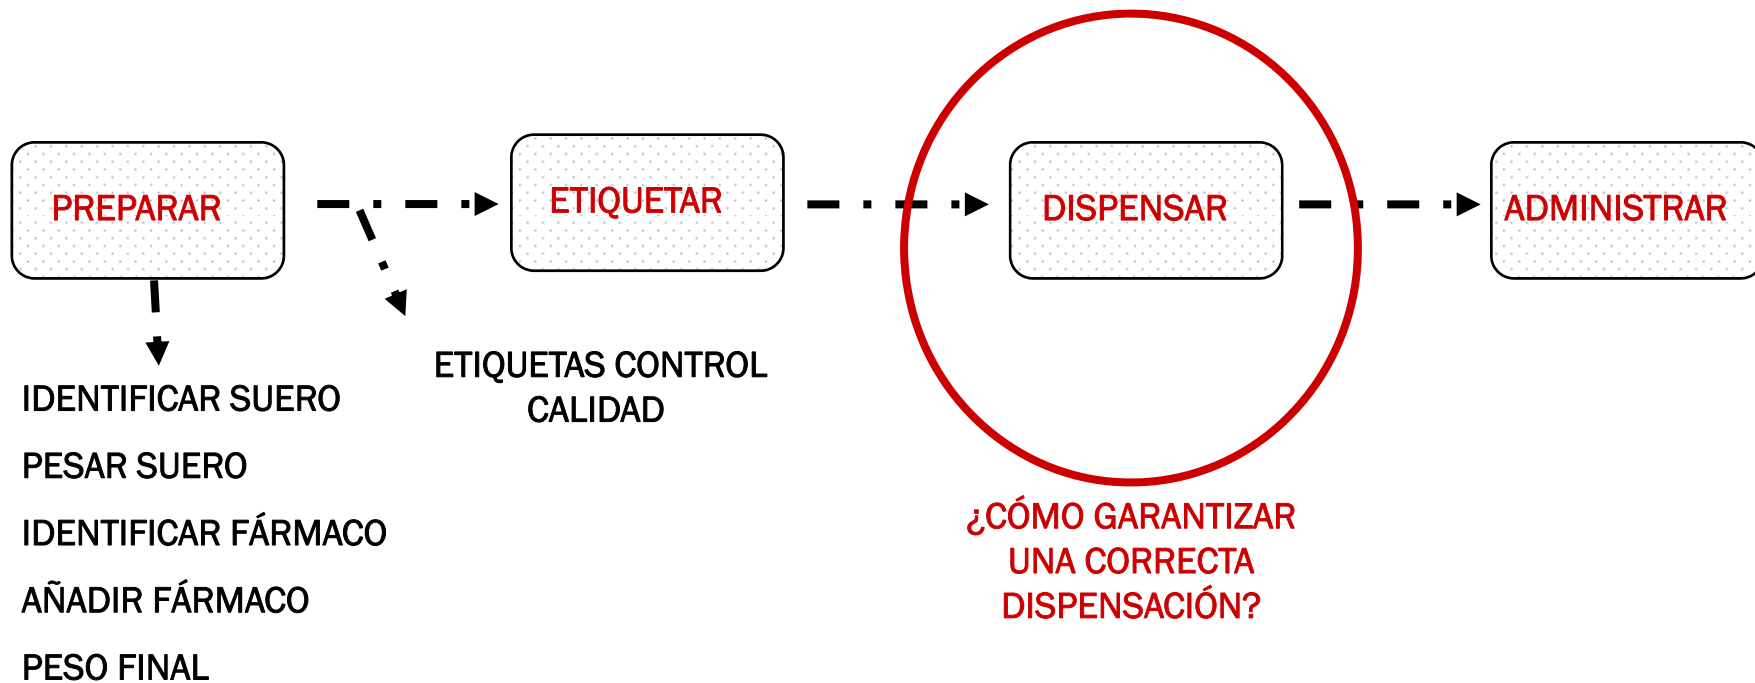 PREPARAR
ETIQUETAR
DISPENSAR
ADMINISTRAR
ETIQUETAS CONTROL
CALIDAD
IDENTIFICAR SUERO
PESAR SUERO
IDENTIFICAR FÁRMACO
AÑADIR FÁRMACO
PESO FINAL
¿CÓMO GARANTIZAR
UNA CORRECTA
DISPENSACIÓN?